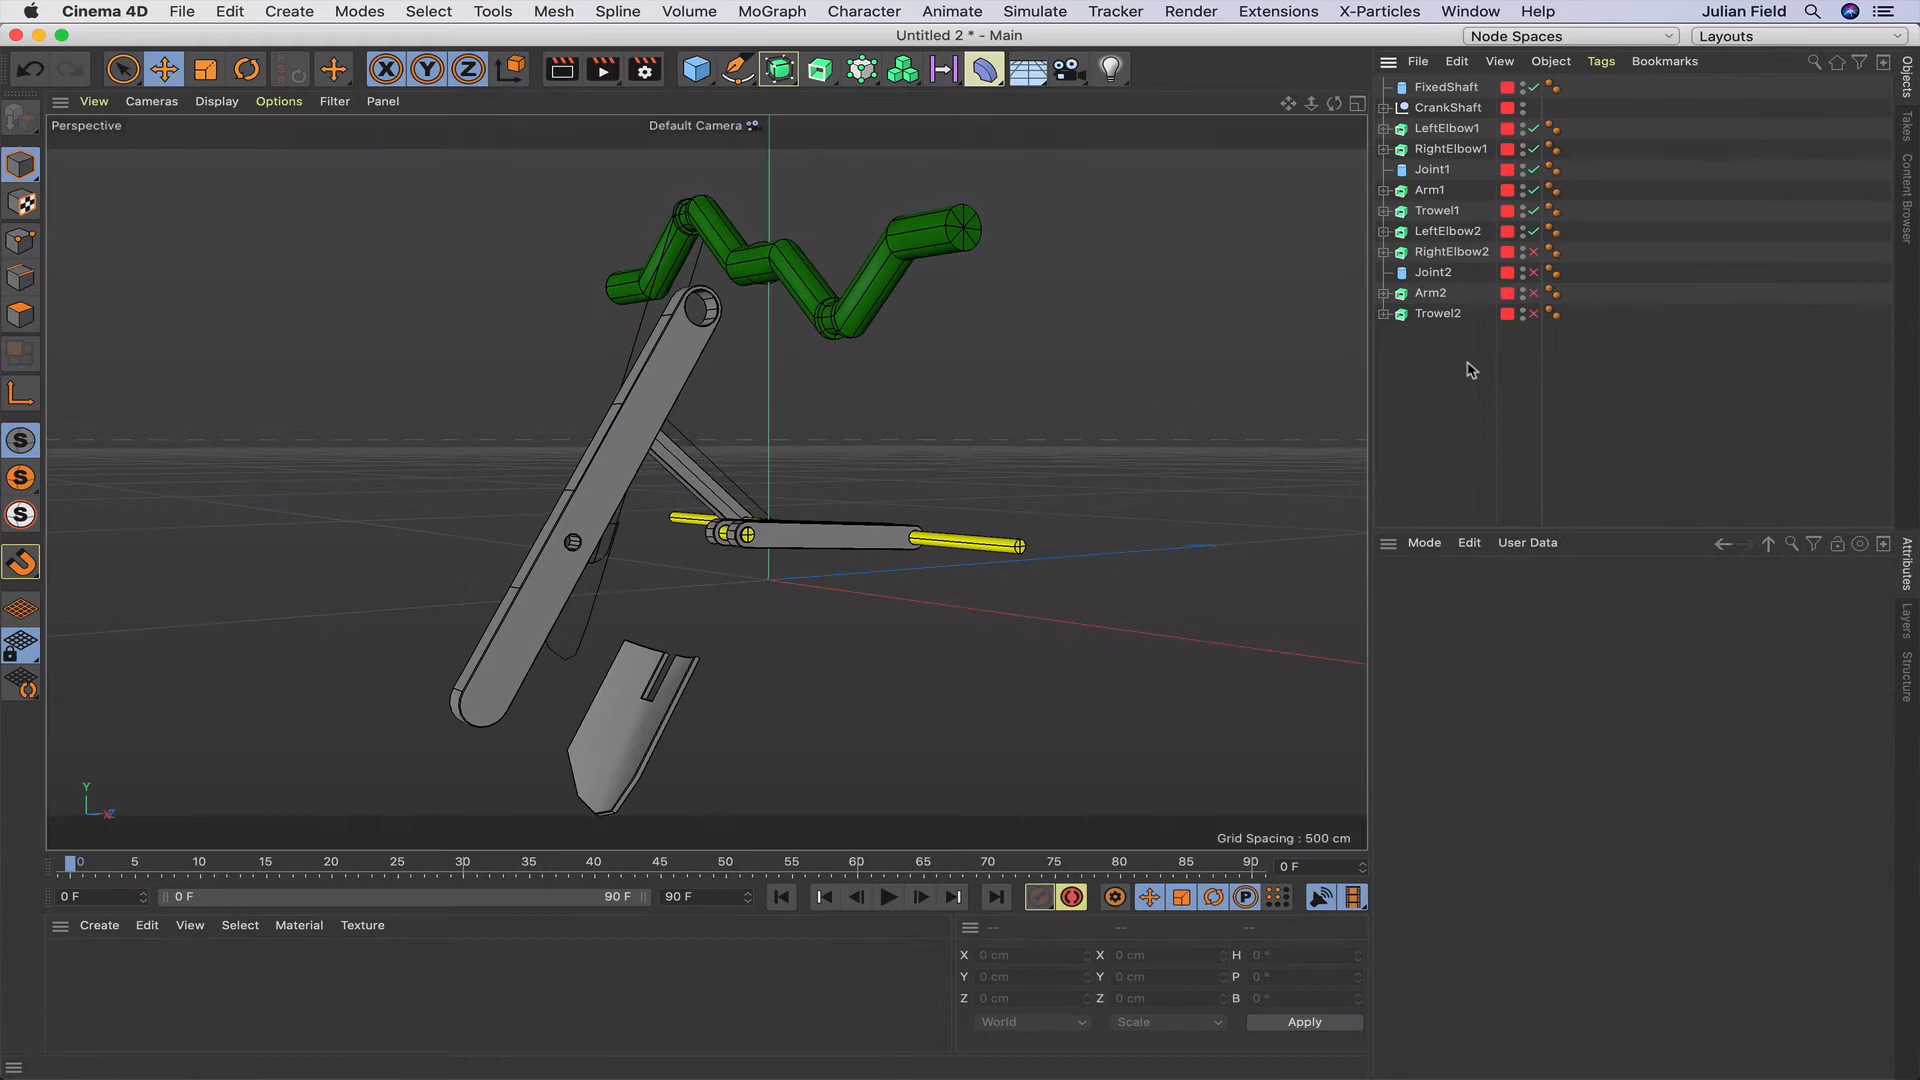 Cinema 4D File Edit Create Modes Select Tools Mesh Spline Volume MoGraph Character Animate Simulate Tracker Render Extensions X-Particles Window Help Julian Field
Untitled 2 * - Main
Node Spaces
Layouts
File Edit View Object Tags Bookmarks
View Cameras Display Options Filter Panel
Perspective
Default Camera
FixedShaft
CrankShaft
LeftElbow1
RightElbow1
Joint1
Arm1
Trowel1
LeftElbow2
RightElbow2
Joint2
Arm2
Trowel2
Objects
Takes
Content Browser
X Y Z
PSR
S
S
S
Mode Edit User Data
Attributes
Layers
Structure
Y
XZ
Grid Spacing : 500 cm
0 5 10 15 20 25 30 35 40 45 50 55 60 65 70 75 80 85 90
0 F
0 F
0 F
90 F
90 F
P
Create Edit View Select Material Texture
-- -- --
X 0 cm X 0 cm H 0 °
Y 0 cm Y 0 cm P 0 °
Z 0 cm Z 0 cm B 0 °
World Scale Apply